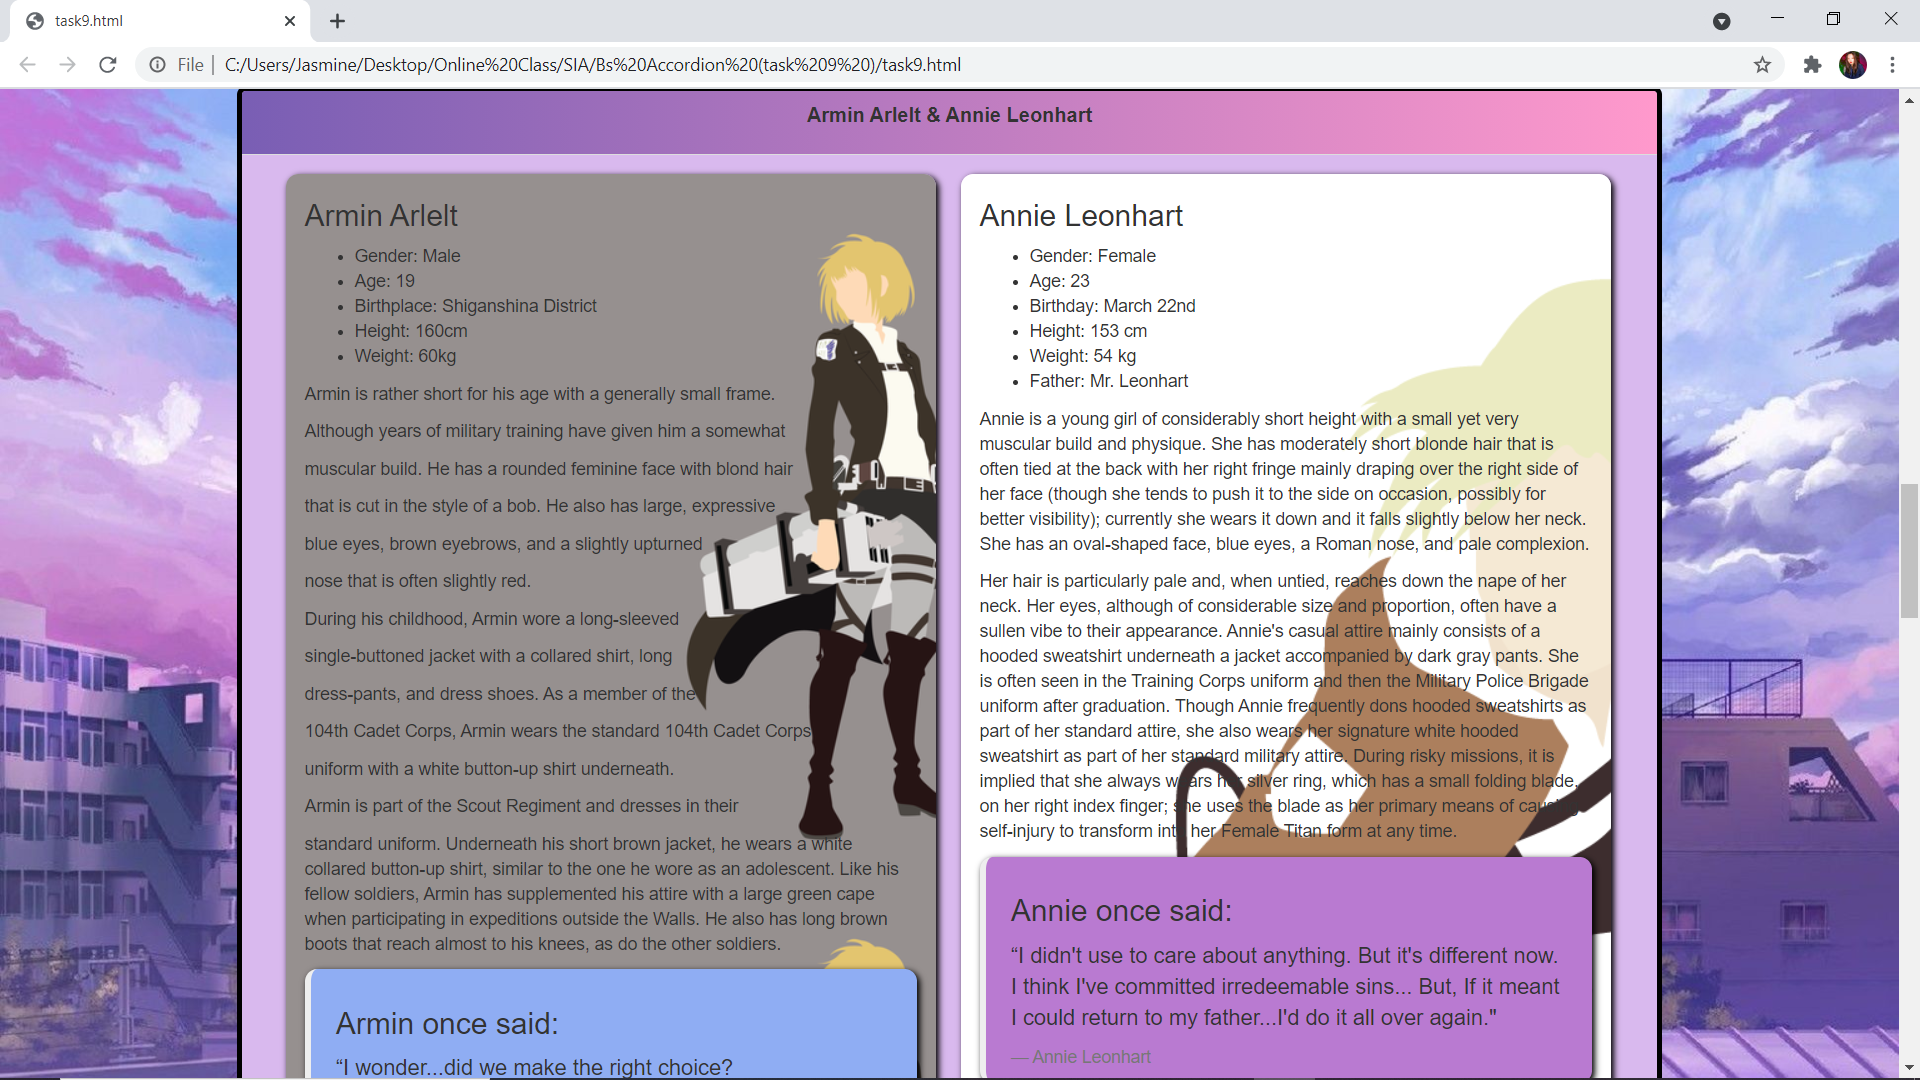 task9.html
File
C:/Users/Jasmine/Desktop/Online%20Class/SIA/Bs%20Accordion%20(task%209%20)/task9.html
Armin Arlelt & Annie Leonhart
Armin Arlelt
Gender: Male
Age: 19
Birthplace: Shiganshina District
Height: 160cm
Weight: 60kg
Armin is rather short for his age with a generally small frame.
Although years of military training have given him a somewhat
muscular build. He has a rounded feminine face with blond hair
that is cut in the style of a bob. He also has large, expressive
blue eyes, brown eyebrows, and a slightly upturned
nose that is often slightly red.
During his childhood, Armin wore a long-sleeved
single-buttoned jacket with a collared shirt, long
dress-pants, and dress shoes. As a member of the
104th Cadet Corps, Armin wears the standard 104th Cadet Corps
uniform with a white button-up shirt underneath.
Armin is part of the Scout Regiment and dresses in their
standard uniform. Underneath his short brown jacket, he wears a white
collared button-up shirt, similar to the one he wore as an adolescent. Like his
fellow soldiers, Armin has supplemented his attire with a large green cape
when participating in expeditions outside the Walls. He also has long brown
boots that reach almost to his knees, as do the other soldiers.
Armin once said:
“I wonder...did we make the right choice?
Annie Leonhart
Gender: Female
Age: 23
Birthday: March 22nd
Height: 153 cm
Weight: 54 kg
Father: Mr. Leonhart
Annie is a young girl of considerably short height with a small yet very
muscular build and physique. She has moderately short blonde hair that is
often tied at the back with her right fringe mainly draping over the right side of
her face (though she tends to push it to the side on occasion, possibly for
better visibility); currently she wears it down and it falls slightly below her neck.
She has an oval-shaped face, blue eyes, a Roman nose, and pale complexion.
Her hair is particularly pale and, when untied, reaches down the nape of her
neck. Her eyes, although of considerable size and proportion, often have a
sullen vibe to their appearance. Annie's casual attire mainly consists of a
hooded sweatshirt underneath a jacket accompanied by dark gray pants. She
is often seen in the Training Corps uniform and then the Military Police Brigade
uniform after graduation. Though Annie frequently dons hooded sweatshirts as
part of her standard attire, she also wears her signature white hooded
sweatshirt as part of her standard military attire. During risky missions, it is
implied that she always wears her silver ring, which has a small folding blade,
on her right index finger; she uses the blade as her primary means of causing
self-injury to transform into her Female Titan form at any time.
Annie once said:
“I didn't use to care about anything. But it's different now.
I think I've committed irredeemable sins... But, If it meant
I could return to my father...I'd do it all over again."
— Annie Leonhart